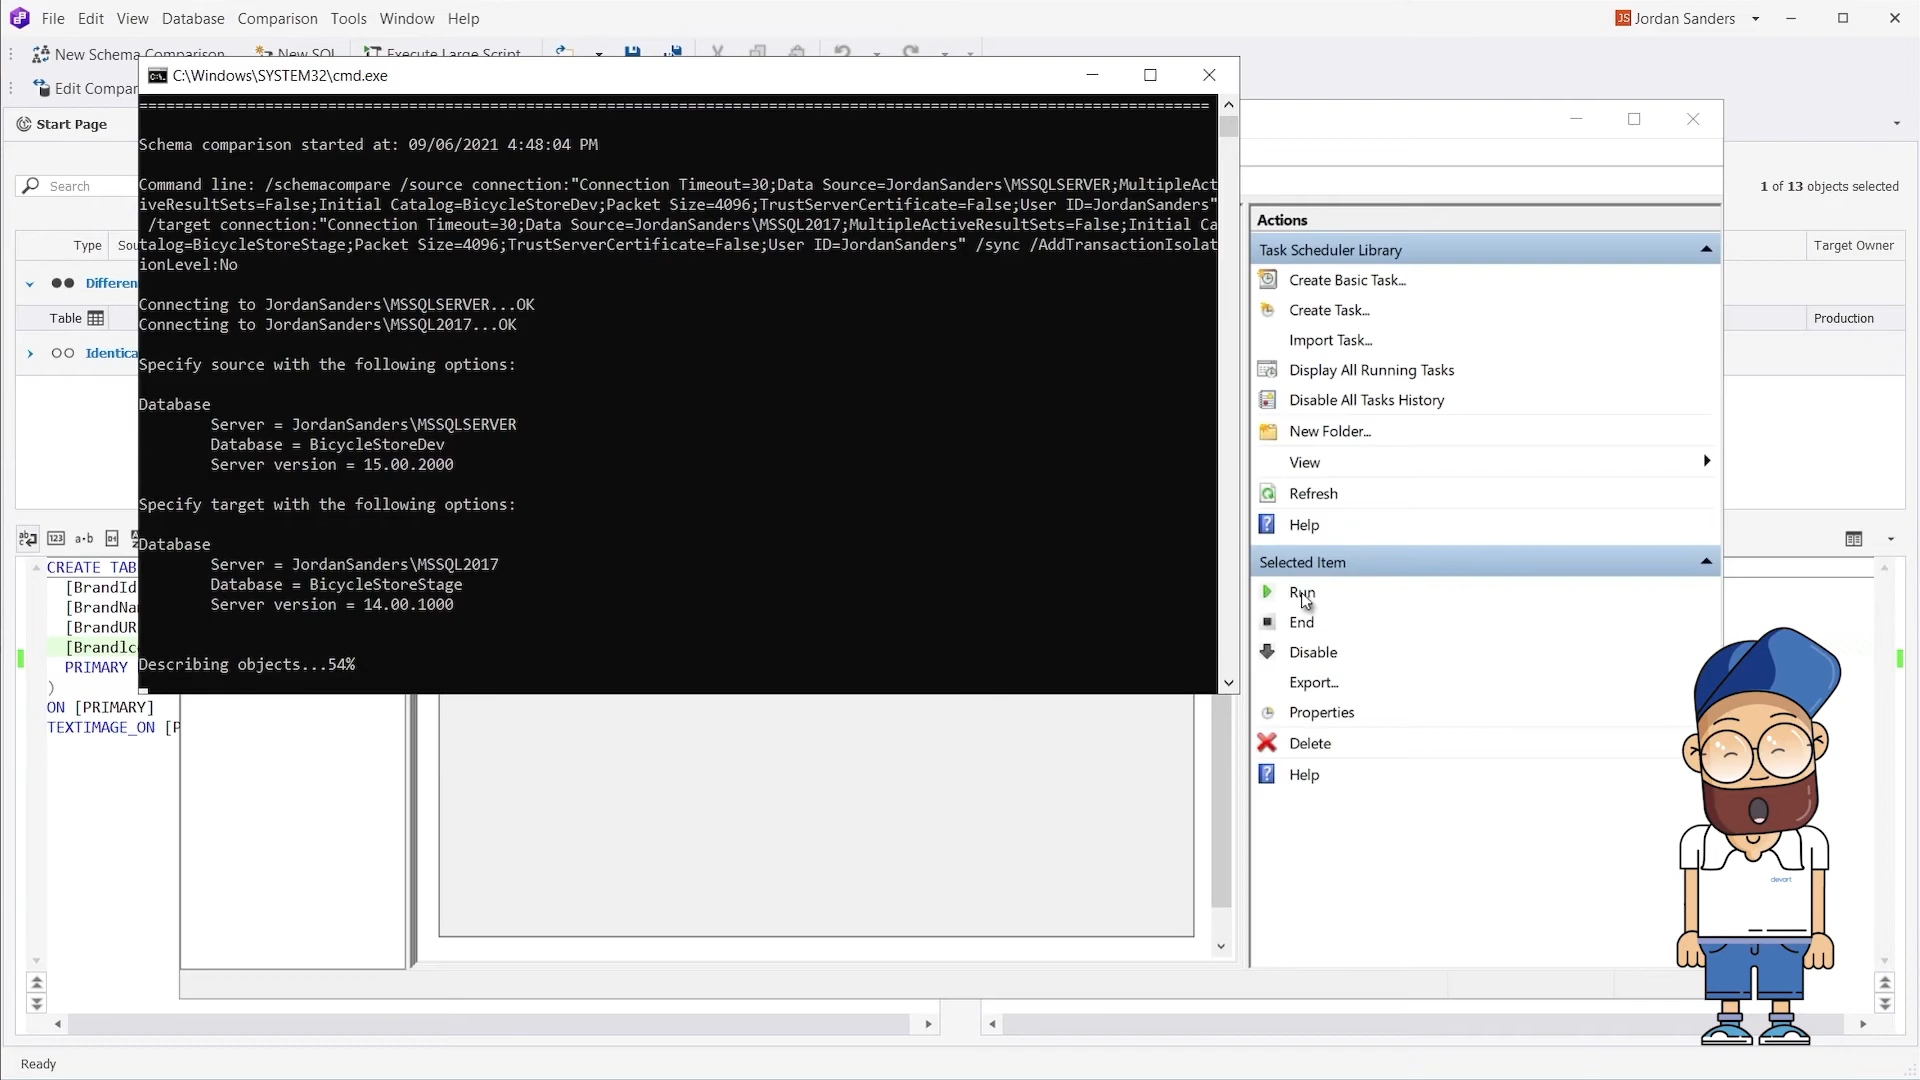 File Edit View Database Comparison Tools Window Help
JS Jordan Sanders
New Schema Comparison New SQL Execute Large Script
Edit Compar
Start Page
Search
1 of 13 objects selected
Type Sou
Target Owner
Differen
Table
Production
Identica
C:\Windows\SYSTEM32\cmd.exe
Schema comparison started at: 09/06/2021 4:48:04 PM
Command line: /schemacompare /source connection:"Connection Timeout=30;Data Source=JordanSanders\MSSQLSERVER;MultipleAct
iveResultSets=False;Initial Catalog=BicycleStoreDev;Packet Size=4096;TrustServerCertificate=False;User ID=JordanSanders"
/target connection:"Connection Timeout=30;Data Source=JordanSanders\MSSQL2017;MultipleActiveResultSets=False;Initial Ca
talog=BicycleStoreStage;Packet Size=4096;TrustServerCertificate=False;User ID=JordanSanders" /sync /AddTransactionIsolat
ionLevel:No
Connecting to JordanSanders\MSSQLSERVER...OK
Connecting to JordanSanders\MSSQL2017...OK
Specify source with the following options:
Database
Server = JordanSanders\MSSQLSERVER
Database = BicycleStoreDev
Server version = 15.00.2000
Specify target with the following options:
Database
Server = JordanSanders\MSSQL2017
Database = BicycleStoreStage
Server version = 14.00.1000
Describing objects...54%
Actions
Task Scheduler Library
Create Basic Task...
Create Task...
Import Task...
Display All Running Tasks
Disable All Tasks History
New Folder...
View
Refresh
Help
Selected Item
Run
End
Disable
Export...
Properties
Delete
Help
CREATE TAB
[BrandId
[BrandNa
[BrandUR
[Brandlc
PRIMARY
)
ON [PRIMARY]
TEXTIMAGE_ON [P
devart
Ready